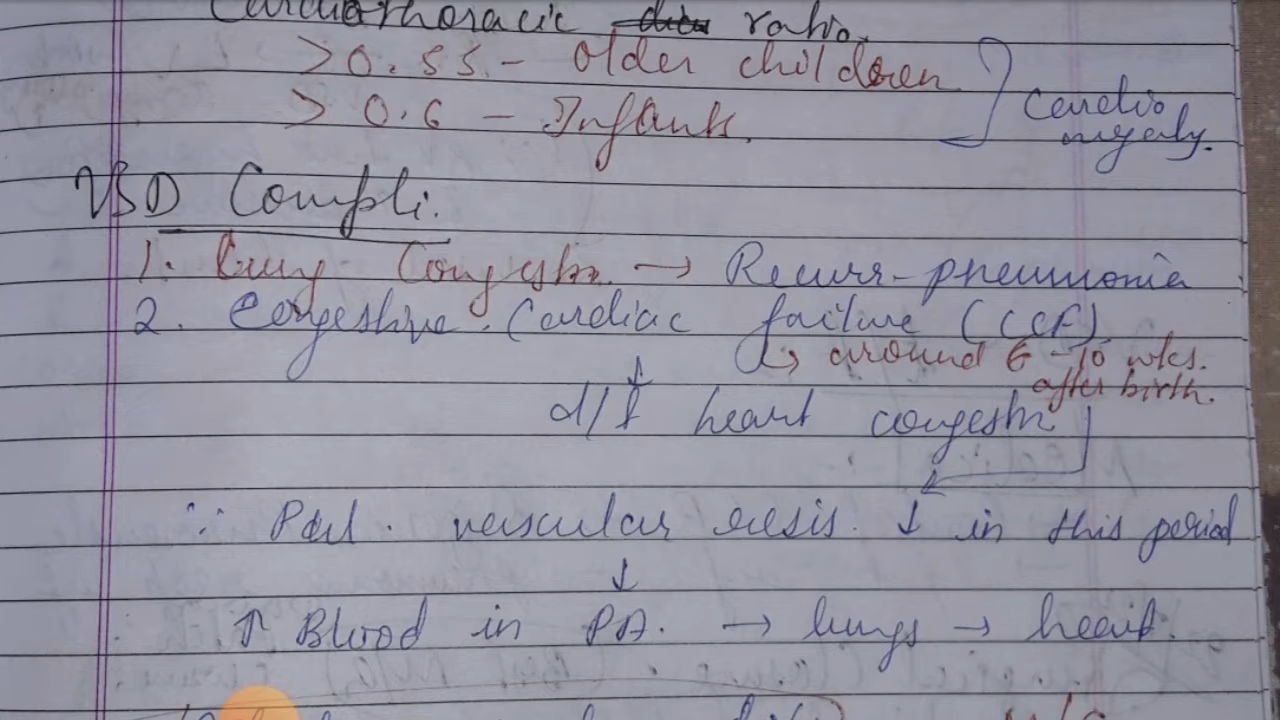 Cardiothoracic ratio.
>0.55 - older children
> 0.6 - Infants.
Cardio
megaly.
VSD Compli.
1. Lung Congestn. → Recurr- pneumonia
2. Congestive Cardiac failure (CCF)
↳ around 6-10 wks.
after birth.
↓
d/t heart congestn
∵ Pul. vascular resis. ↓ in this period
↓
↑ Blood in PA. → lungs → heart.